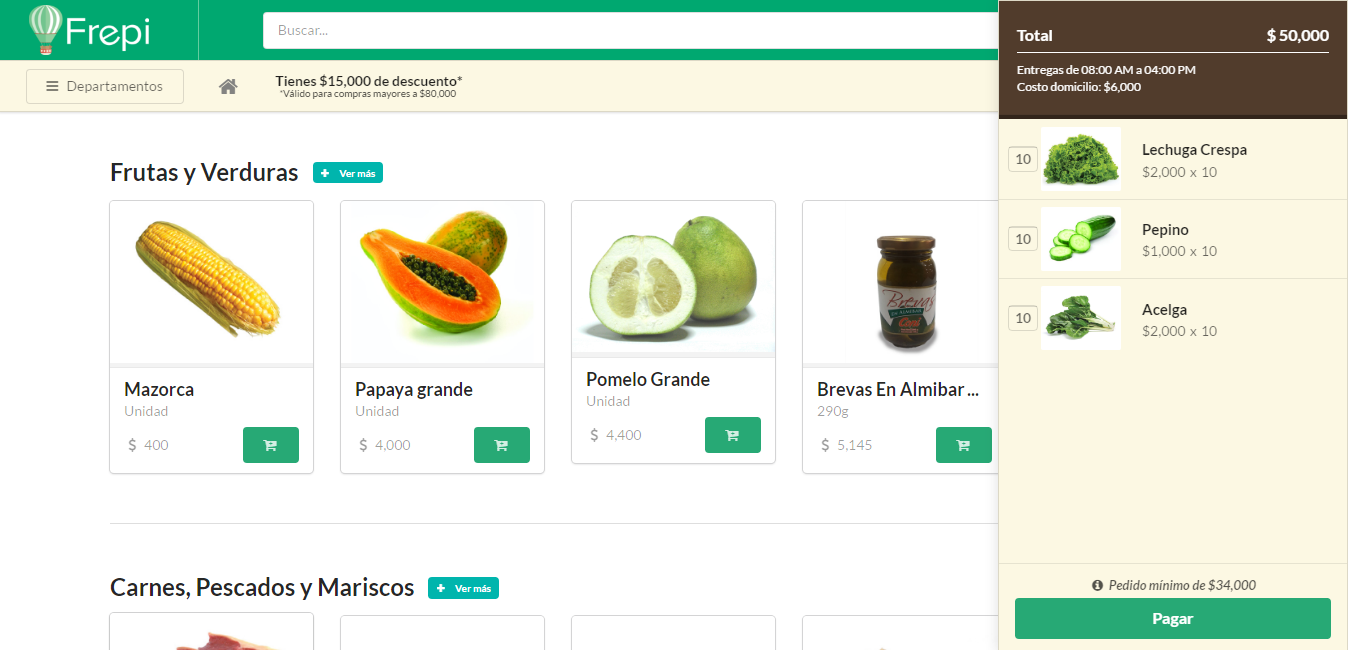 Frepi
Buscar...
Departamentos
Tienes $15,000 de descuento*
*Válido para compras mayores a $80,000
Frutas y Verduras
Ver más
Mazorca
Unidad
$ 400
Papaya grande
Unidad
$ 4,000
Pomelo Grande
Unidad
$ 4,400
Brevas
Brevas En Almibar ...
290g
$ 5,145
Carnes, Pescados y Mariscos
Ver más
Total $ 50,000
Entregas de 08:00 AM a 04:00 PM
Costo domicilio: $6,000
10
Lechuga Crespa
$2,000 x 10
10
Pepino
$1,000 x 10
10
Acelga
$2,000 x 10
Pedido mínimo de $34,000
Pagar